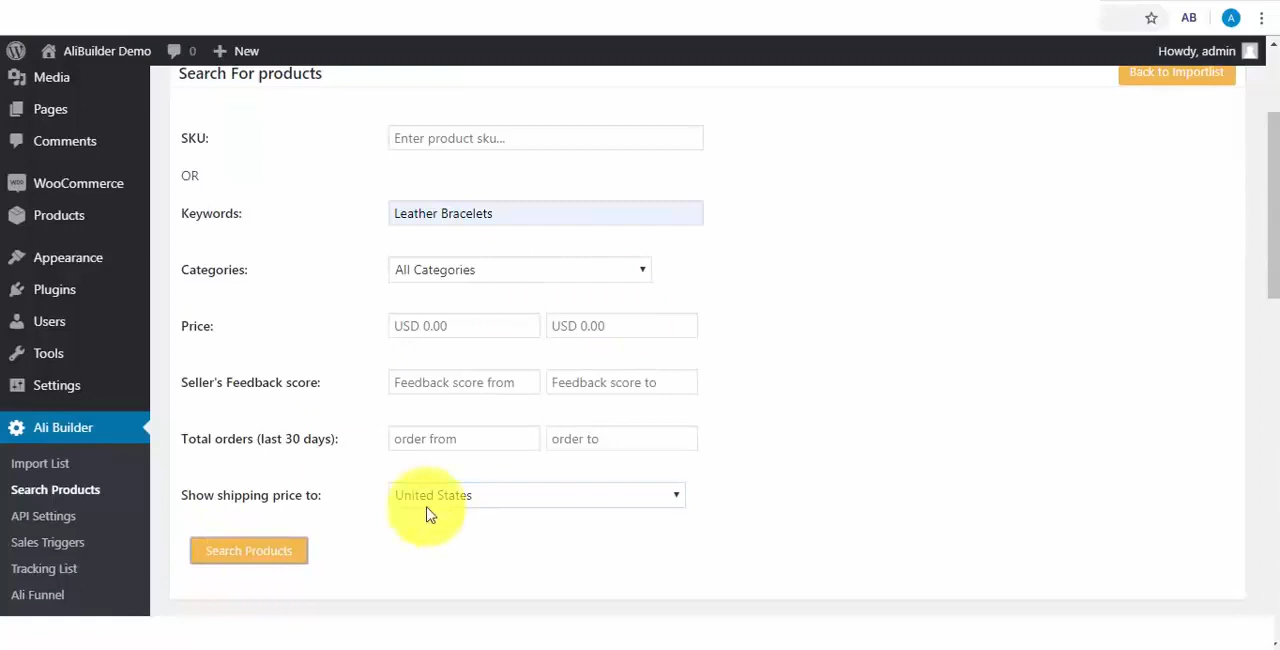 AB
A
AliBuilder Demo
0
New
Howdy, admin
Media
Pages
Comments
WooCommerce
Products
Appearance
Plugins
Users
Tools
Settings
Ali Builder
Import List
Search Products
API Settings
Sales Triggers
Tracking List
Ali Funnel
Search For products
Back to Importlist
SKU:
Enter product sku...
OR
Keywords:
Leather Bracelets
Categories:
All Categories
Price:
USD 0.00
USD 0.00
Seller's Feedback score:
Feedback score from
Feedback score to
Total orders (last 30 days):
order from
order to
Show shipping price to:
United States
Search Products